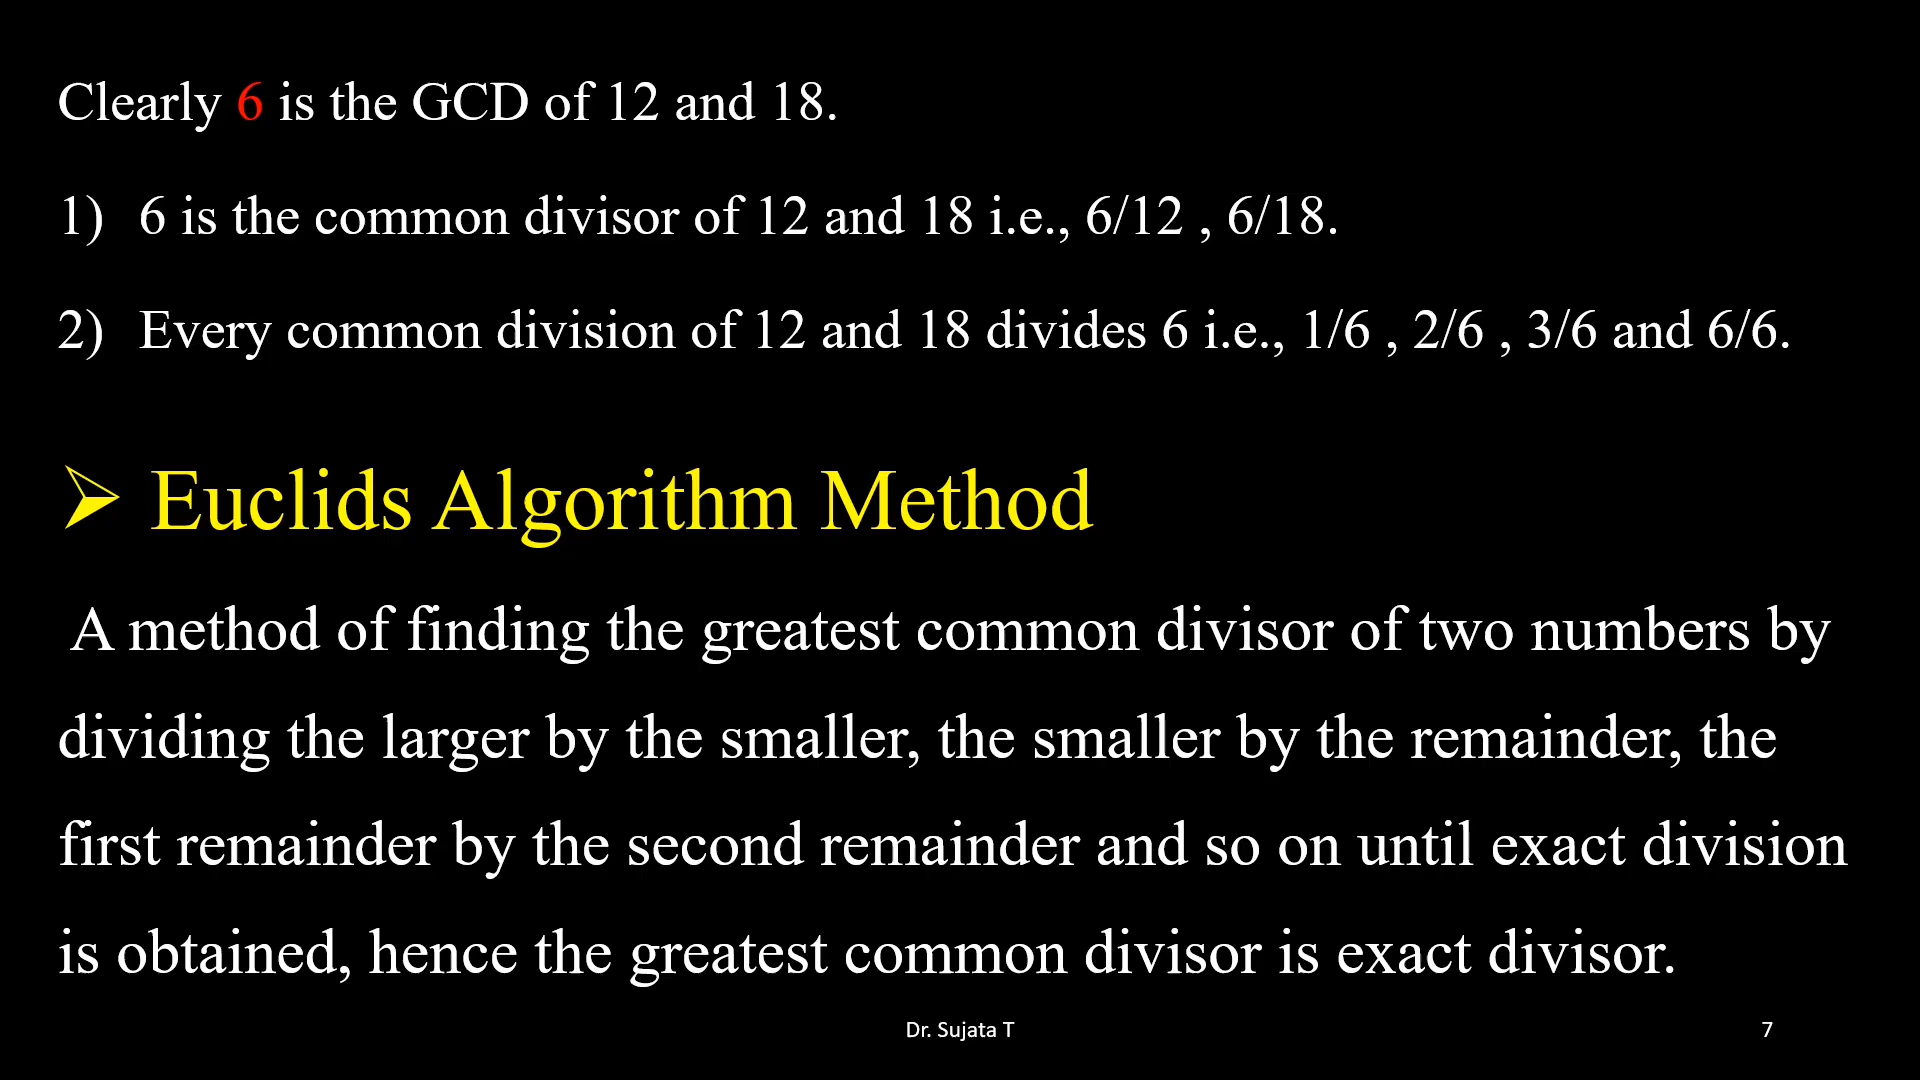 Clearly 6 is the GCD of 12 and 18.
1) 6 is the common divisor of 12 and 18 i.e., 6/12 , 6/18.
2) Every common division of 12 and 18 divides 6 i.e., 1/6 , 2/6 , 3/6 and 6/6.
➢ Euclids Algorithm Method
A method of finding the greatest common divisor of two numbers by
dividing the larger by the smaller, the smaller by the remainder, the
first remainder by the second remainder and so on until exact division
is obtained, hence the greatest common divisor is exact divisor.
Dr. Sujata T 7